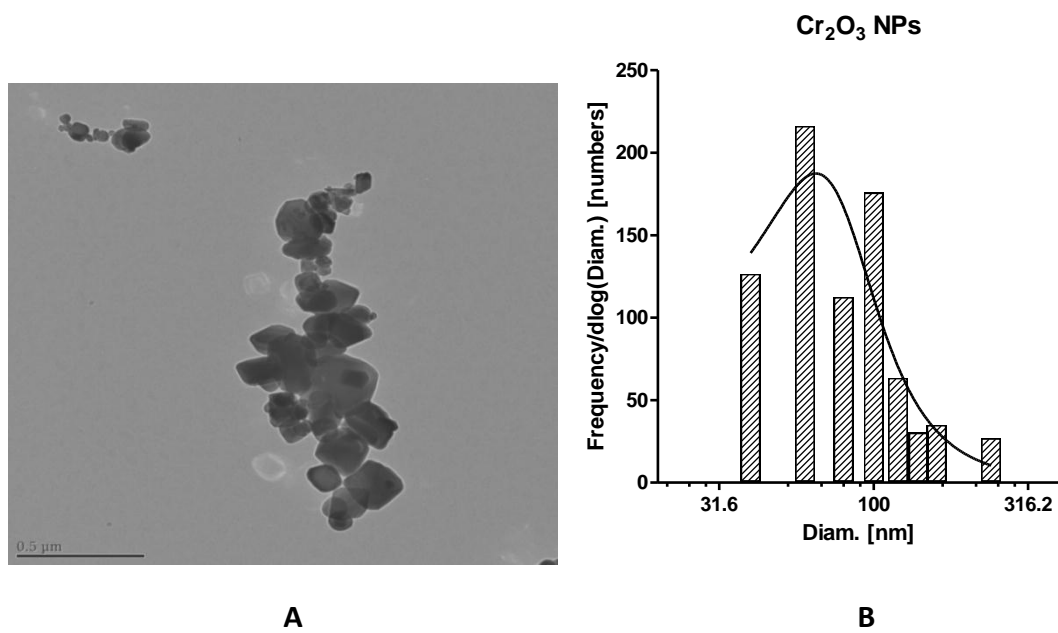 Cr₂O₃ NPs
250
200
150
100
50
0
Frequency/dlog(Diam.) [numbers]
31.6 100 316.2
Diam. [nm]
0.5 μm
A B